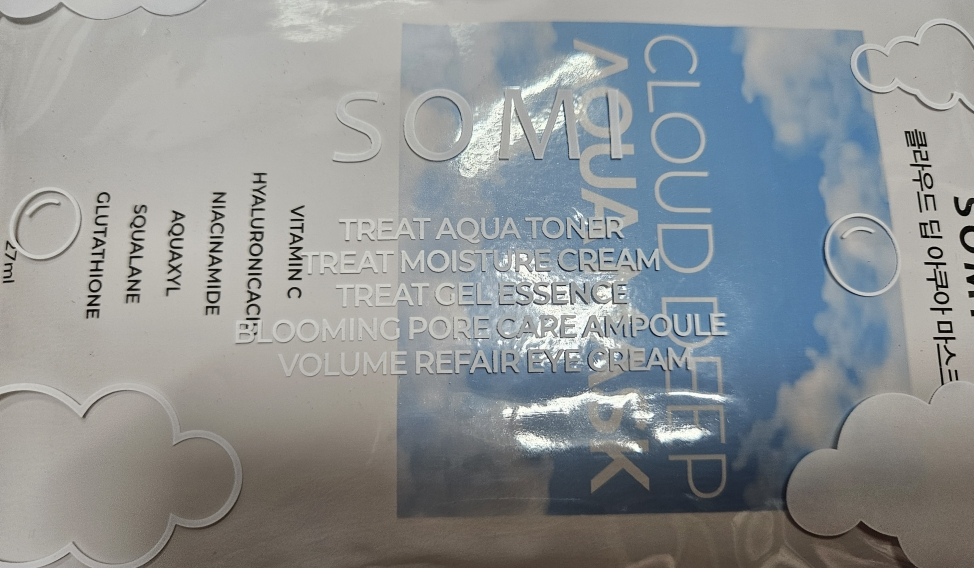 SOMI
TREAT AQUA TONER
TREAT MOISTURE CREAM
TREAT GEL ESSENCE
BLOOMING PORE CARE AMPOULE
VOLUME REFAIR EYE CREAM
CLOUD DEEP
AQUA MASK
클라우드 딥 아쿠아 마스크
VITAMIN C
HYALURONICACID
NIACINAMIDE
AQUAXYL
SQUALANE
GLUTATHIONE
27ml